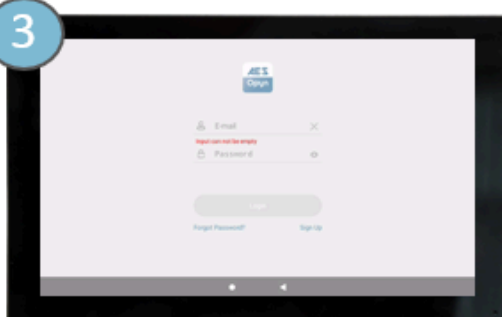 3
AES
Opyn
Email
Input can not be empty
Password
Login
Forgot Password?
Sign Up